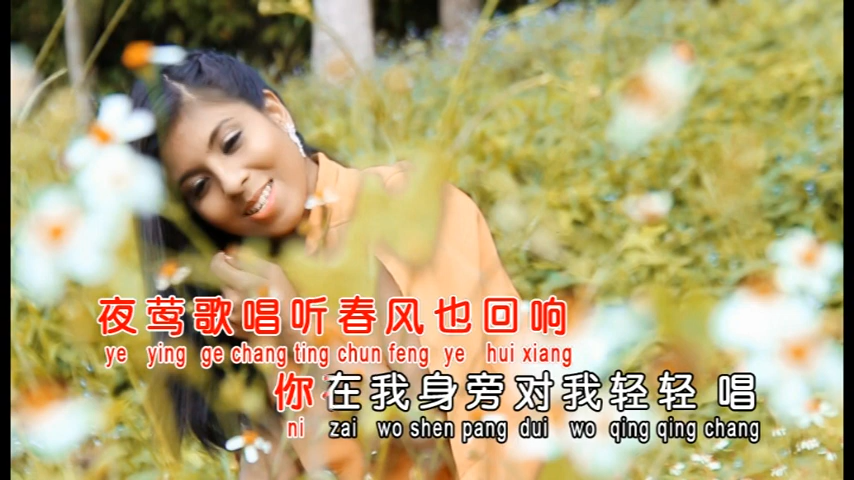 夜莺歌唱听春风也回响
ye ying ge chang ting chun feng ye hui xiang
你在我身旁对我轻轻 唱
ni zai wo shen pang dui wo qing qing chang